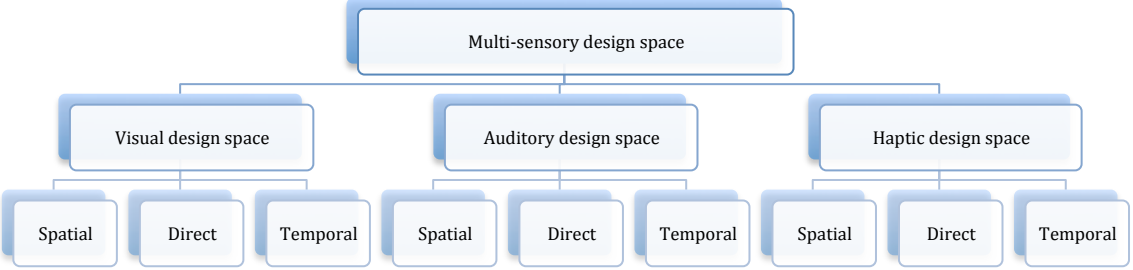 Multi-sensory design space
Visual design space
Auditory design space
Haptic design space
Spatial
Direct
Temporal
Spatial
Direct
Temporal
Spatial
Direct
Temporal